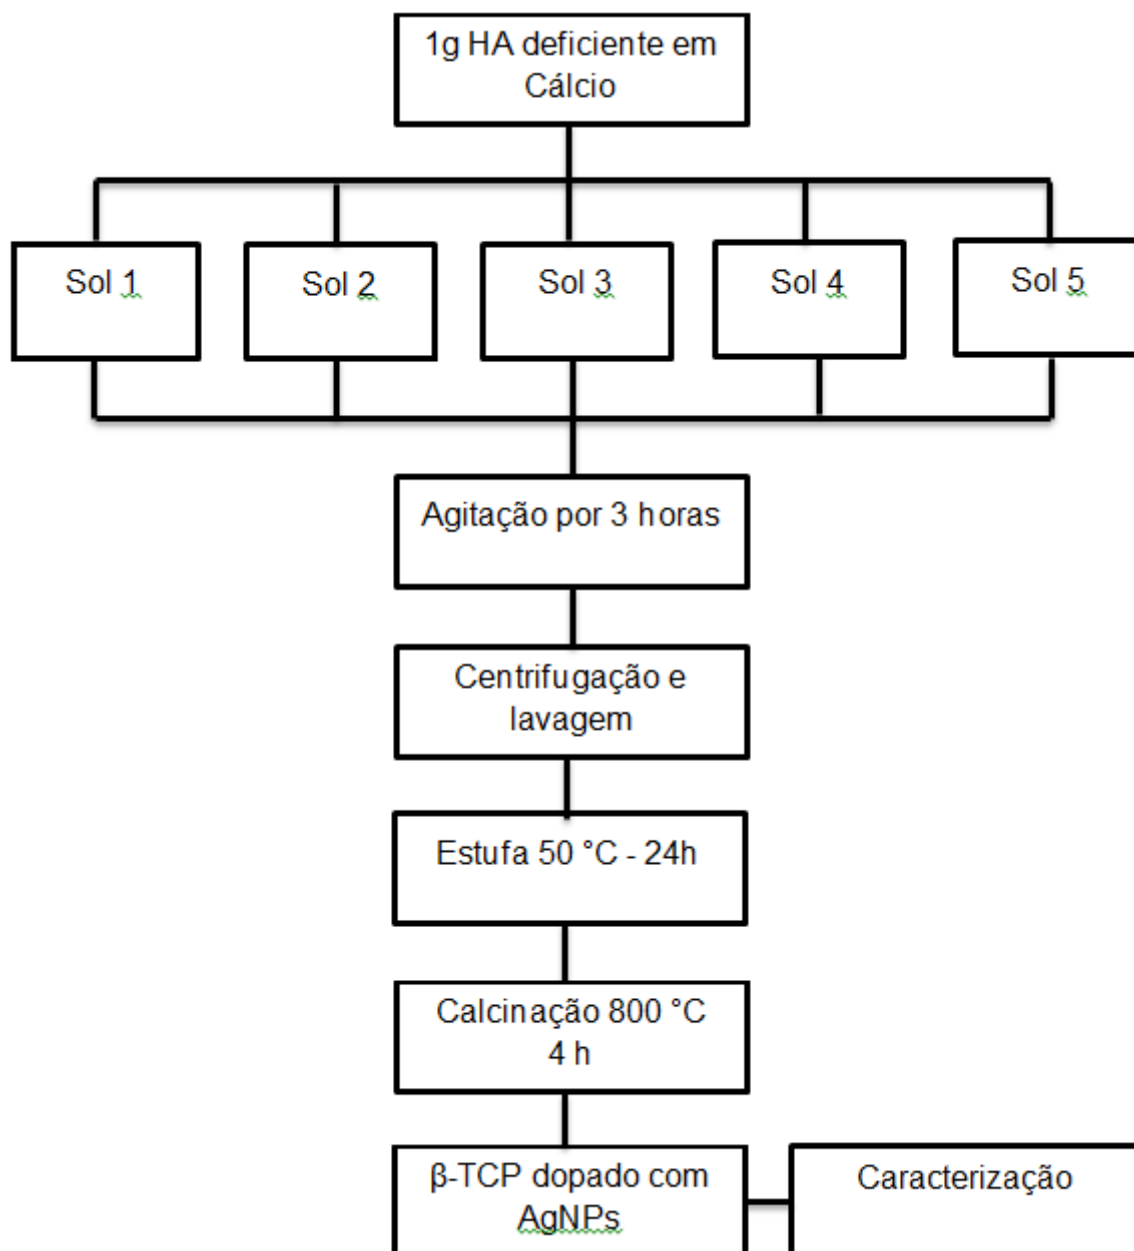 1g HA deficiente em
Cálcio
Sol 1
Sol 2
Sol 3
Sol 4
Sol 5
Agitação por 3 horas
Centrifugação e
lavagem
Estufa 50 °C - 24h
Calcinação 800 °C
4 h
β-TCP dopado com
AgNPs
Caracterização